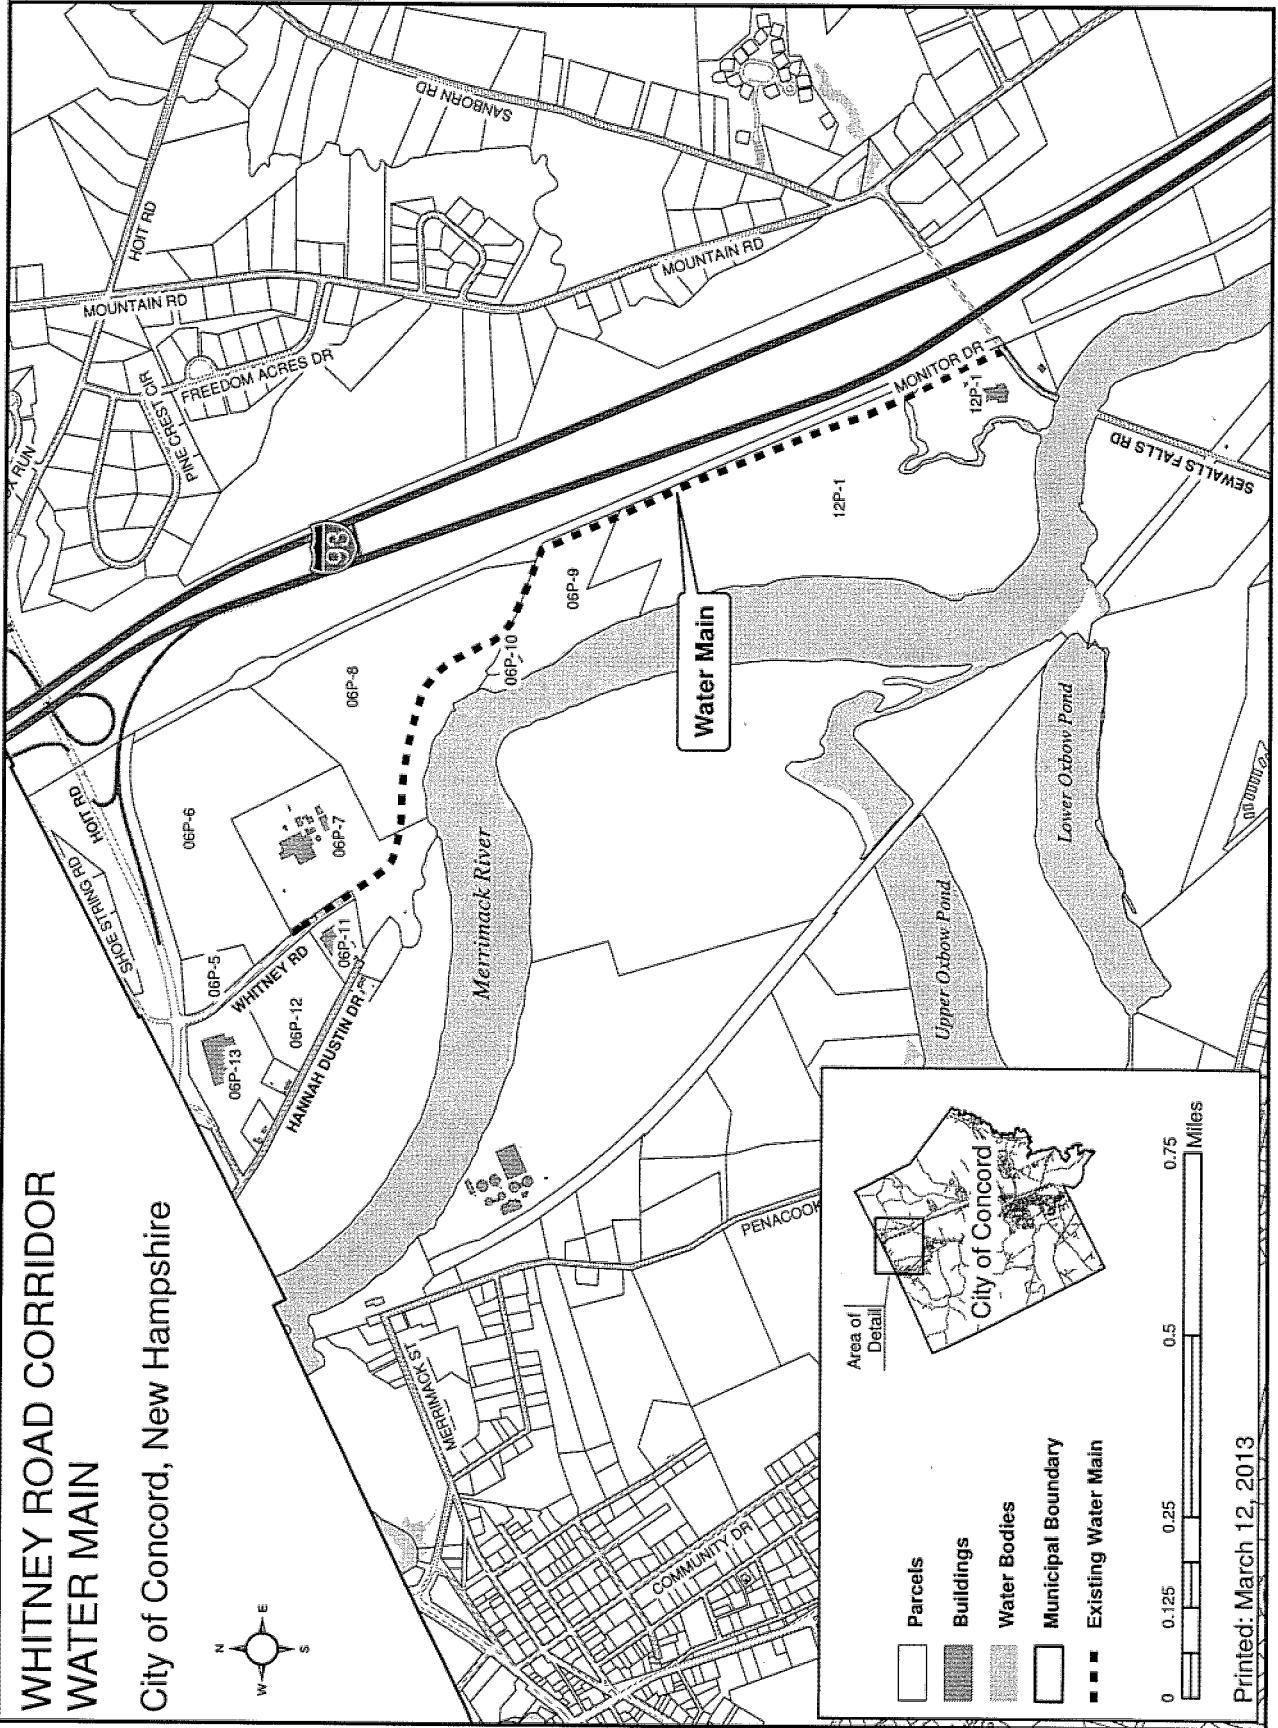 WHITNEY ROAD CORRIDOR
WATER MAIN
City of Concord, New Hampshire
N
W
E
S
SHOE STRING RD
HOIT RD
HOIT RD
MOUNTAIN RD
PINE CREST CIR
FREEDOM ACRES DR
SANBORN RD
MOUNTAIN RD
93
06P-5
06P-6
06P-7
06P-8
06P-9
06P-10
06P-11
06P-12
06P-13
WHITNEY RD
HANNAH DUSTIN DR
Merrimack River
Water Main
12P-1
12P-1
MONITOR DR
SEWALLS FALLS RD
Upper Oxbow Pond
Lower Oxbow Pond
MERRIMACK ST
PENACOOK
COMMUNITY DR
Parcels
Buildings
Water Bodies
Municipal Boundary
Existing Water Main
Area of
Detail
City of Concord
0
0.125
0.25
0.5
0.75
Miles
Printed: March 12, 2013